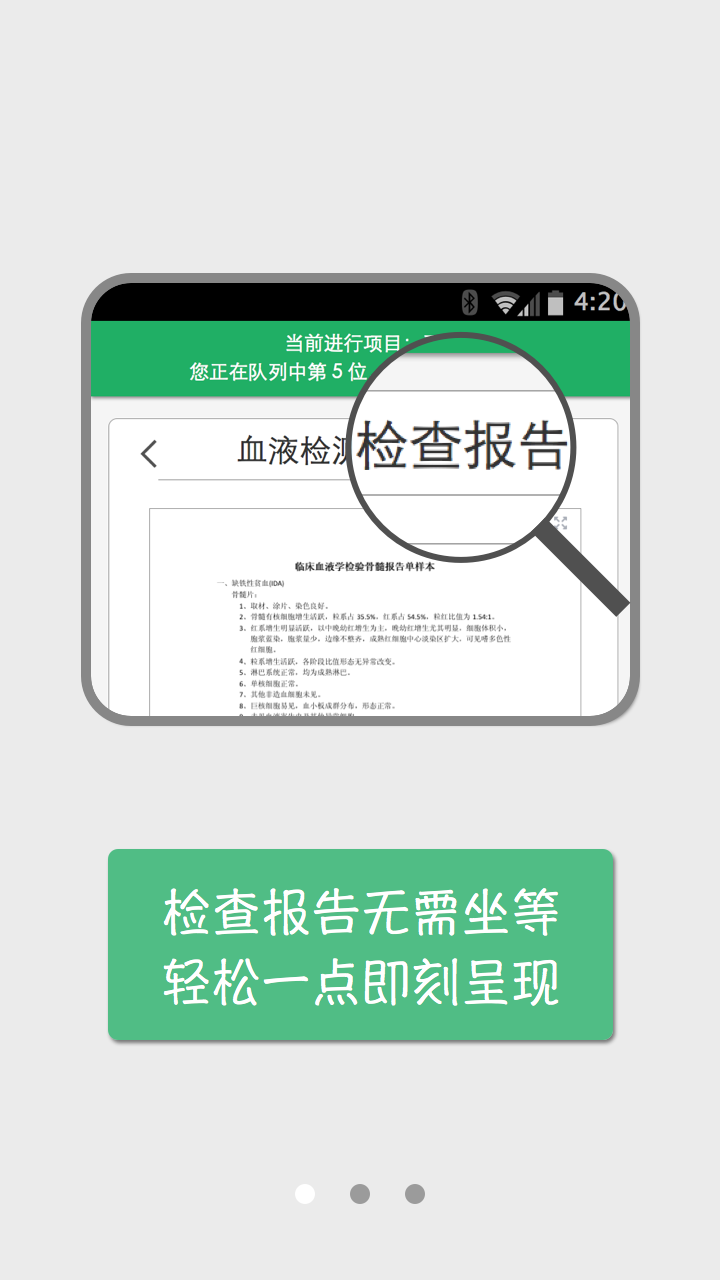 4:20
当前进行项目：
您正在队列中第 5 位
血液检测
检查报告
临床血液学检验骨髓报告单样本
一、缺铁性贫血(IDA)
骨髓片：
1、取材、涂片、染色良好。
2、骨髓有核细胞增生活跃，粒系占 35.5%，红系占 54.5%，粒红比值为 1.54:1。
3、红系增生明显活跃，以中晚幼红增生为主，晚幼红增生尤其明显，细胞体积小，
胞浆蓝染，胞浆量少，边缘不整齐，成熟红细胞中心淡染区扩大，可见嗜多色性
红细胞。
4、粒系增生活跃，各阶段比值形态无异常改变。
5、淋巴系统正常，均为成熟淋巴。
6、单核细胞正常。
7、其他非造血细胞未见。
8、巨核细胞易见，血小板成群分布，形态正常。
检查报告无需坐等
轻松一点即刻呈现